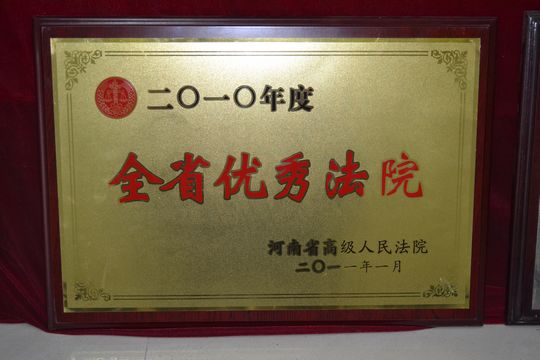 二〇一〇年度
全省优秀法院
河南省高级人民法院
二〇一一年一月